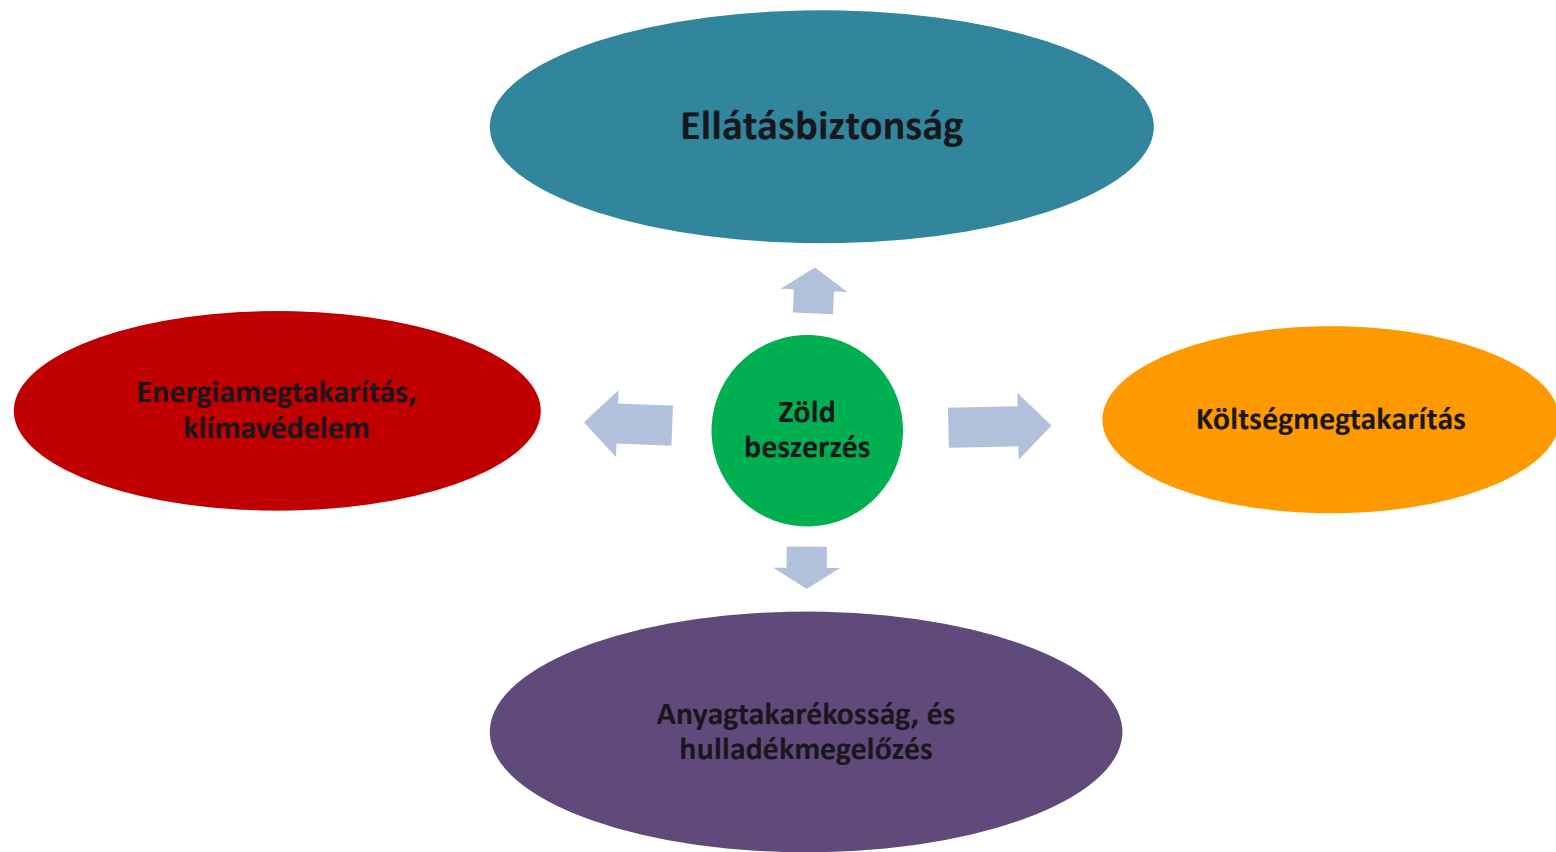 Ellátásbiztonság
Energiamegtakarítás,
klímavédelem
Zöld
beszerzés
Költségmegtakarítás
Anyagtakarékosság, és
hulladékmegelőzés